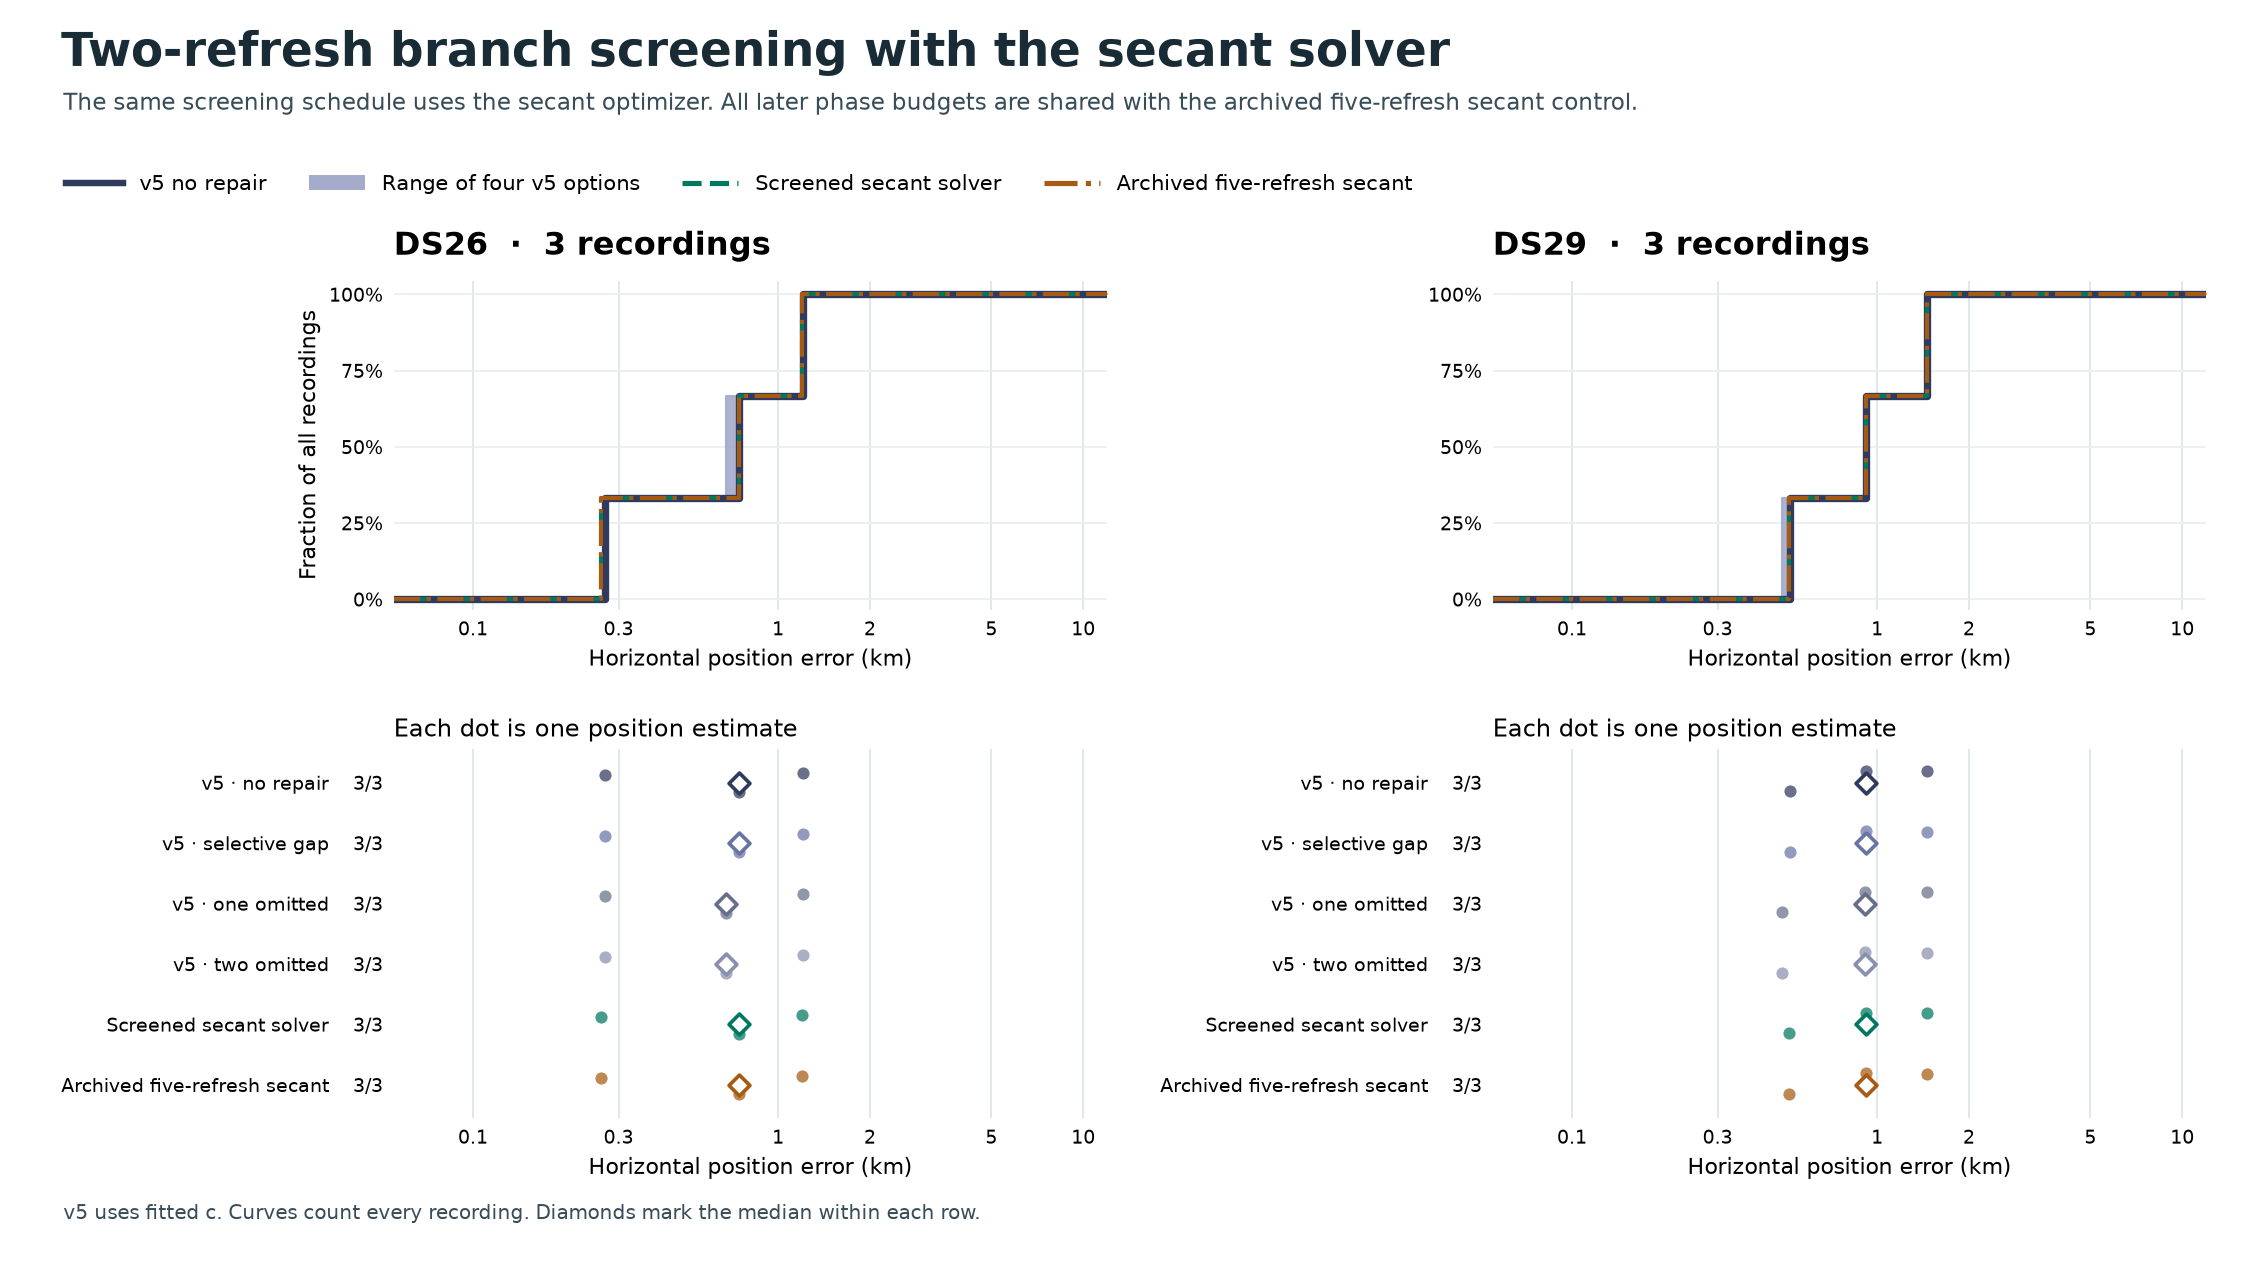 Two-refresh branch screening with the secant solver
The same screening schedule uses the secant optimizer. All later phase budgets are shared with the archived five-refresh secant control.
v5 no repair
Range of four v5 options
Screened secant solver
Archived five-refresh secant
DS26 · 3 recordings
Fraction of all recordings
100%
75%
50%
25%
0%
0.1 0.3 1 2 5 10
Horizontal position error (km)
DS29 · 3 recordings
100%
75%
50%
25%
0%
0.1 0.3 1 2 5 10
Horizontal position error (km)
Each dot is one position estimate
v5 · no repair 3/3
v5 · selective gap 3/3
v5 · one omitted 3/3
v5 · two omitted 3/3
Screened secant solver 3/3
Archived five-refresh secant 3/3
0.1 0.3 1 2 5 10
Horizontal position error (km)
Each dot is one position estimate
v5 · no repair 3/3
v5 · selective gap 3/3
v5 · one omitted 3/3
v5 · two omitted 3/3
Screened secant solver 3/3
Archived five-refresh secant 3/3
0.1 0.3 1 2 5 10
Horizontal position error (km)
v5 uses fitted c. Curves count every recording. Diamonds mark the median within each row.